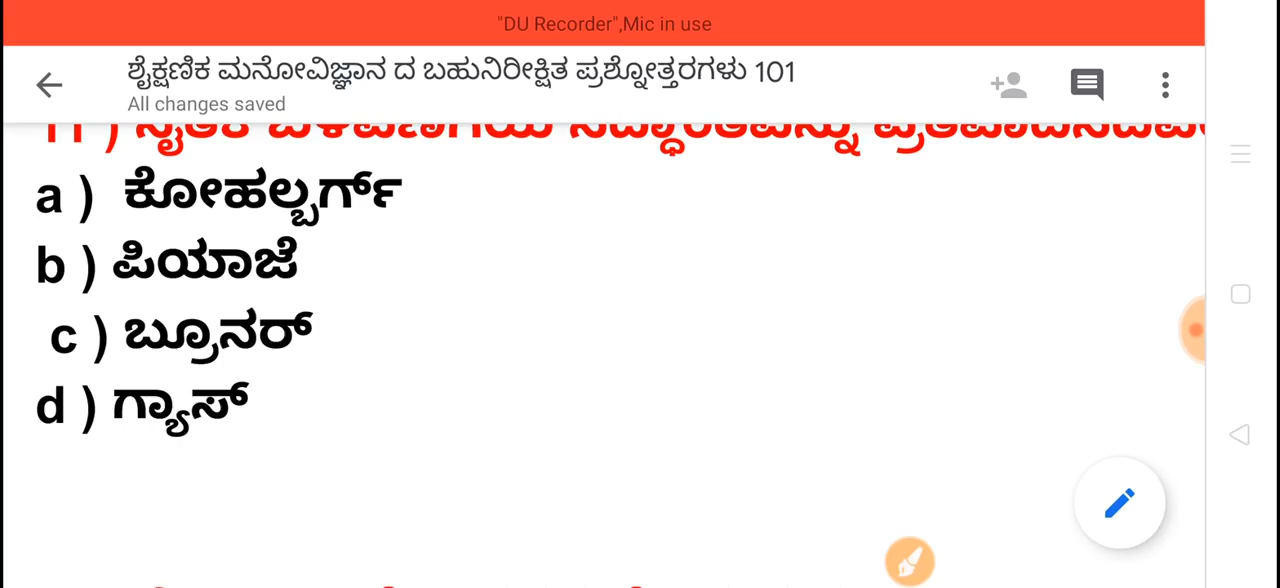 "DU Recorder",Mic in use
ಶೈಕ್ಷಣಿಕ ಮನೋವಿಜ್ಞಾನ ದ ಬಹುನಿರೀಕ್ಷಿತ ಪ್ರಶ್ನೋತ್ತರಗಳು 101
All changes saved
a ) ಕೋಹಲ್ಬರ್ಗ್
b ) ಪಿಯಾಜೆ
c ) ಬ್ರೂನರ್
d ) ಗ್ಯಾಸ್